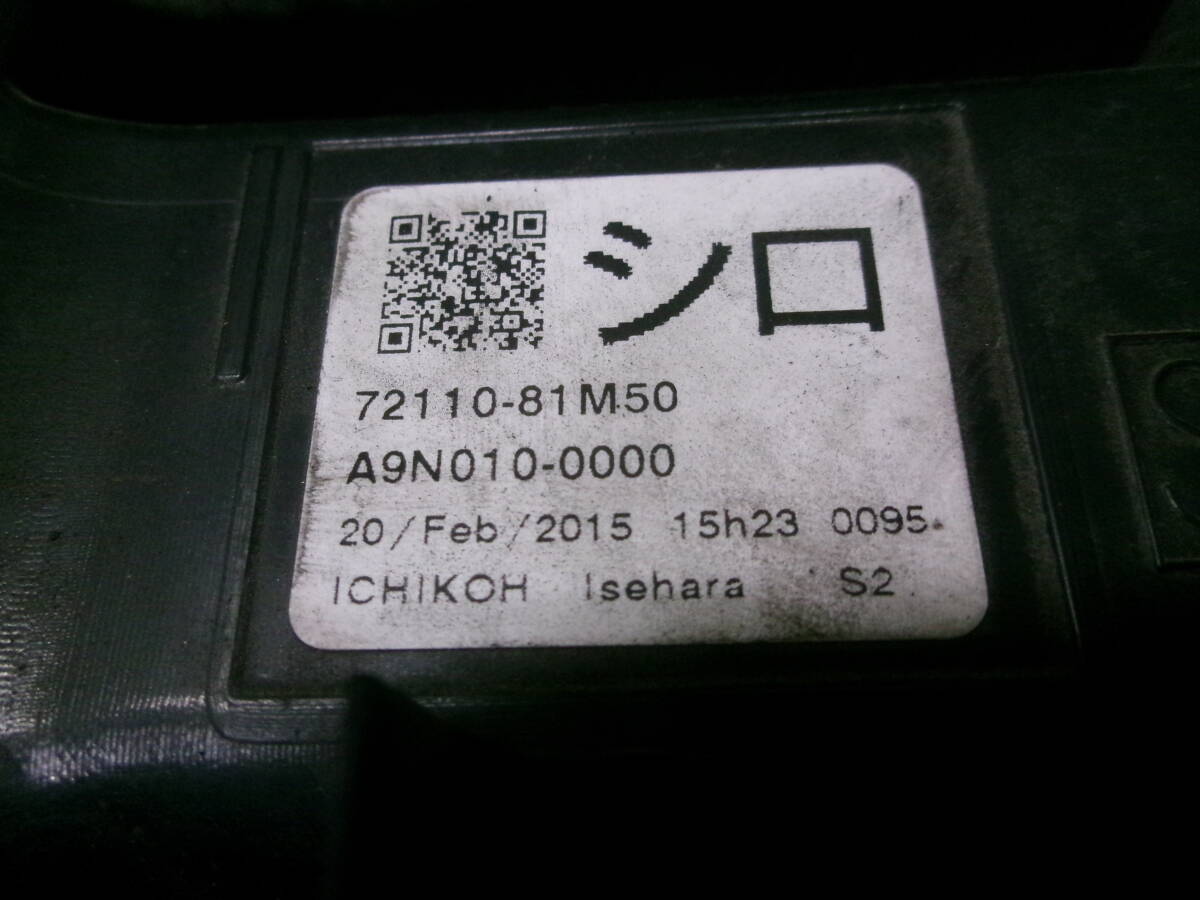 シロ
72110-81M50
A9N010-0000
20/Feb/2015 15h23 0095
ICHIKOH Isehara S2